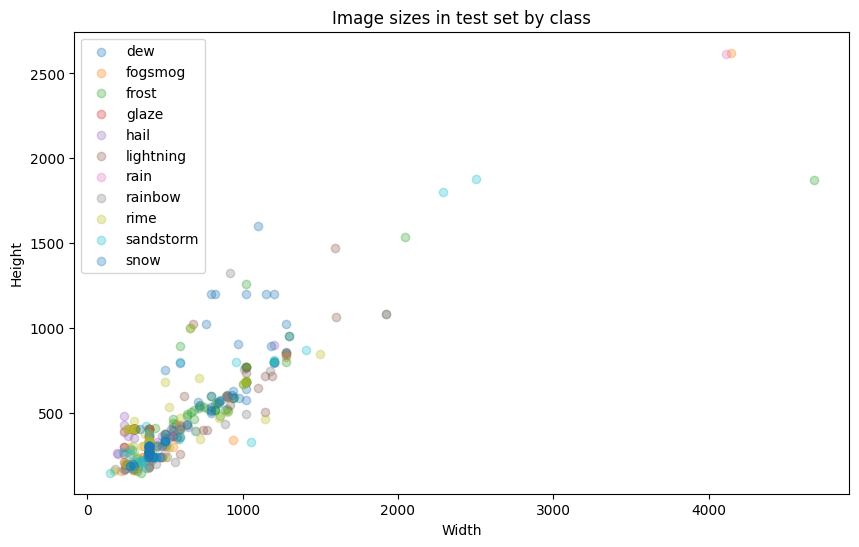 Image sizes in test set by class
dew
fogsmog
frost
glaze
hail
lightning
rain
rainbow
rime
sandstorm
snow
Height
2500
2000
1500
1000
500
0 1000 2000 3000 4000
Width